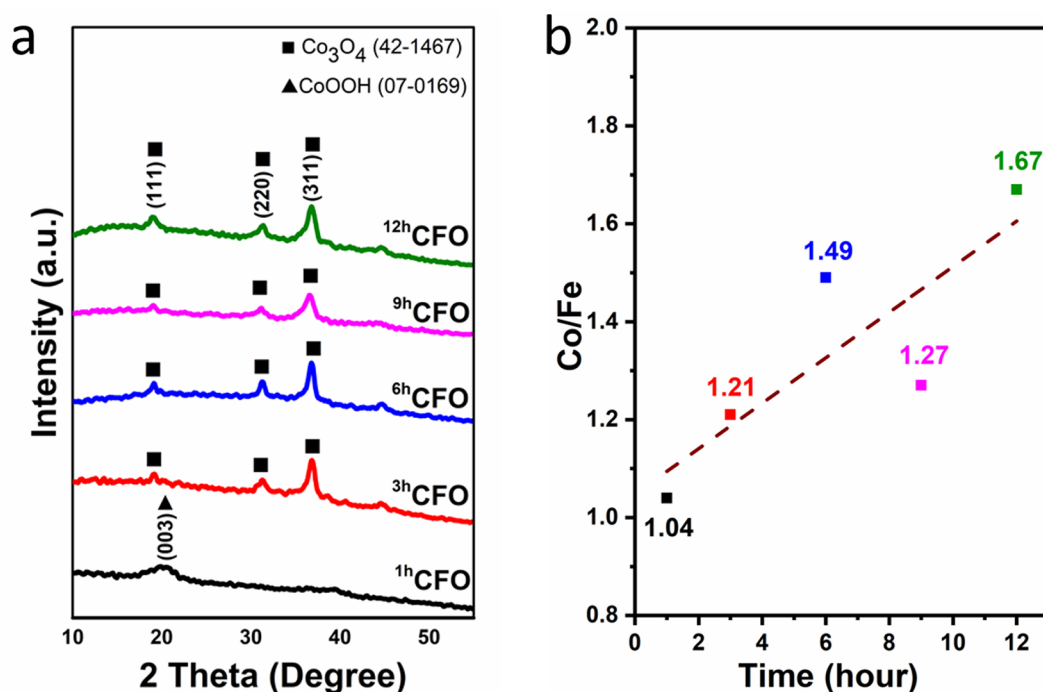 a
■ Co3O4 (42-1467)
▲ CoOOH (07-0169)
(111)
(220)
(311)
12hCFO
9hCFO
6hCFO
3hCFO
(003)
1hCFO
Intensity (a.u.)
10 20 30 40 50
2 Theta (Degree)
b
2.0
1.8
1.67
1.6
1.49
1.4
1.27
1.21
1.2
1.0
1.04
0.8
Co/Fe
0 2 4 6 8 10 12
Time (hour)